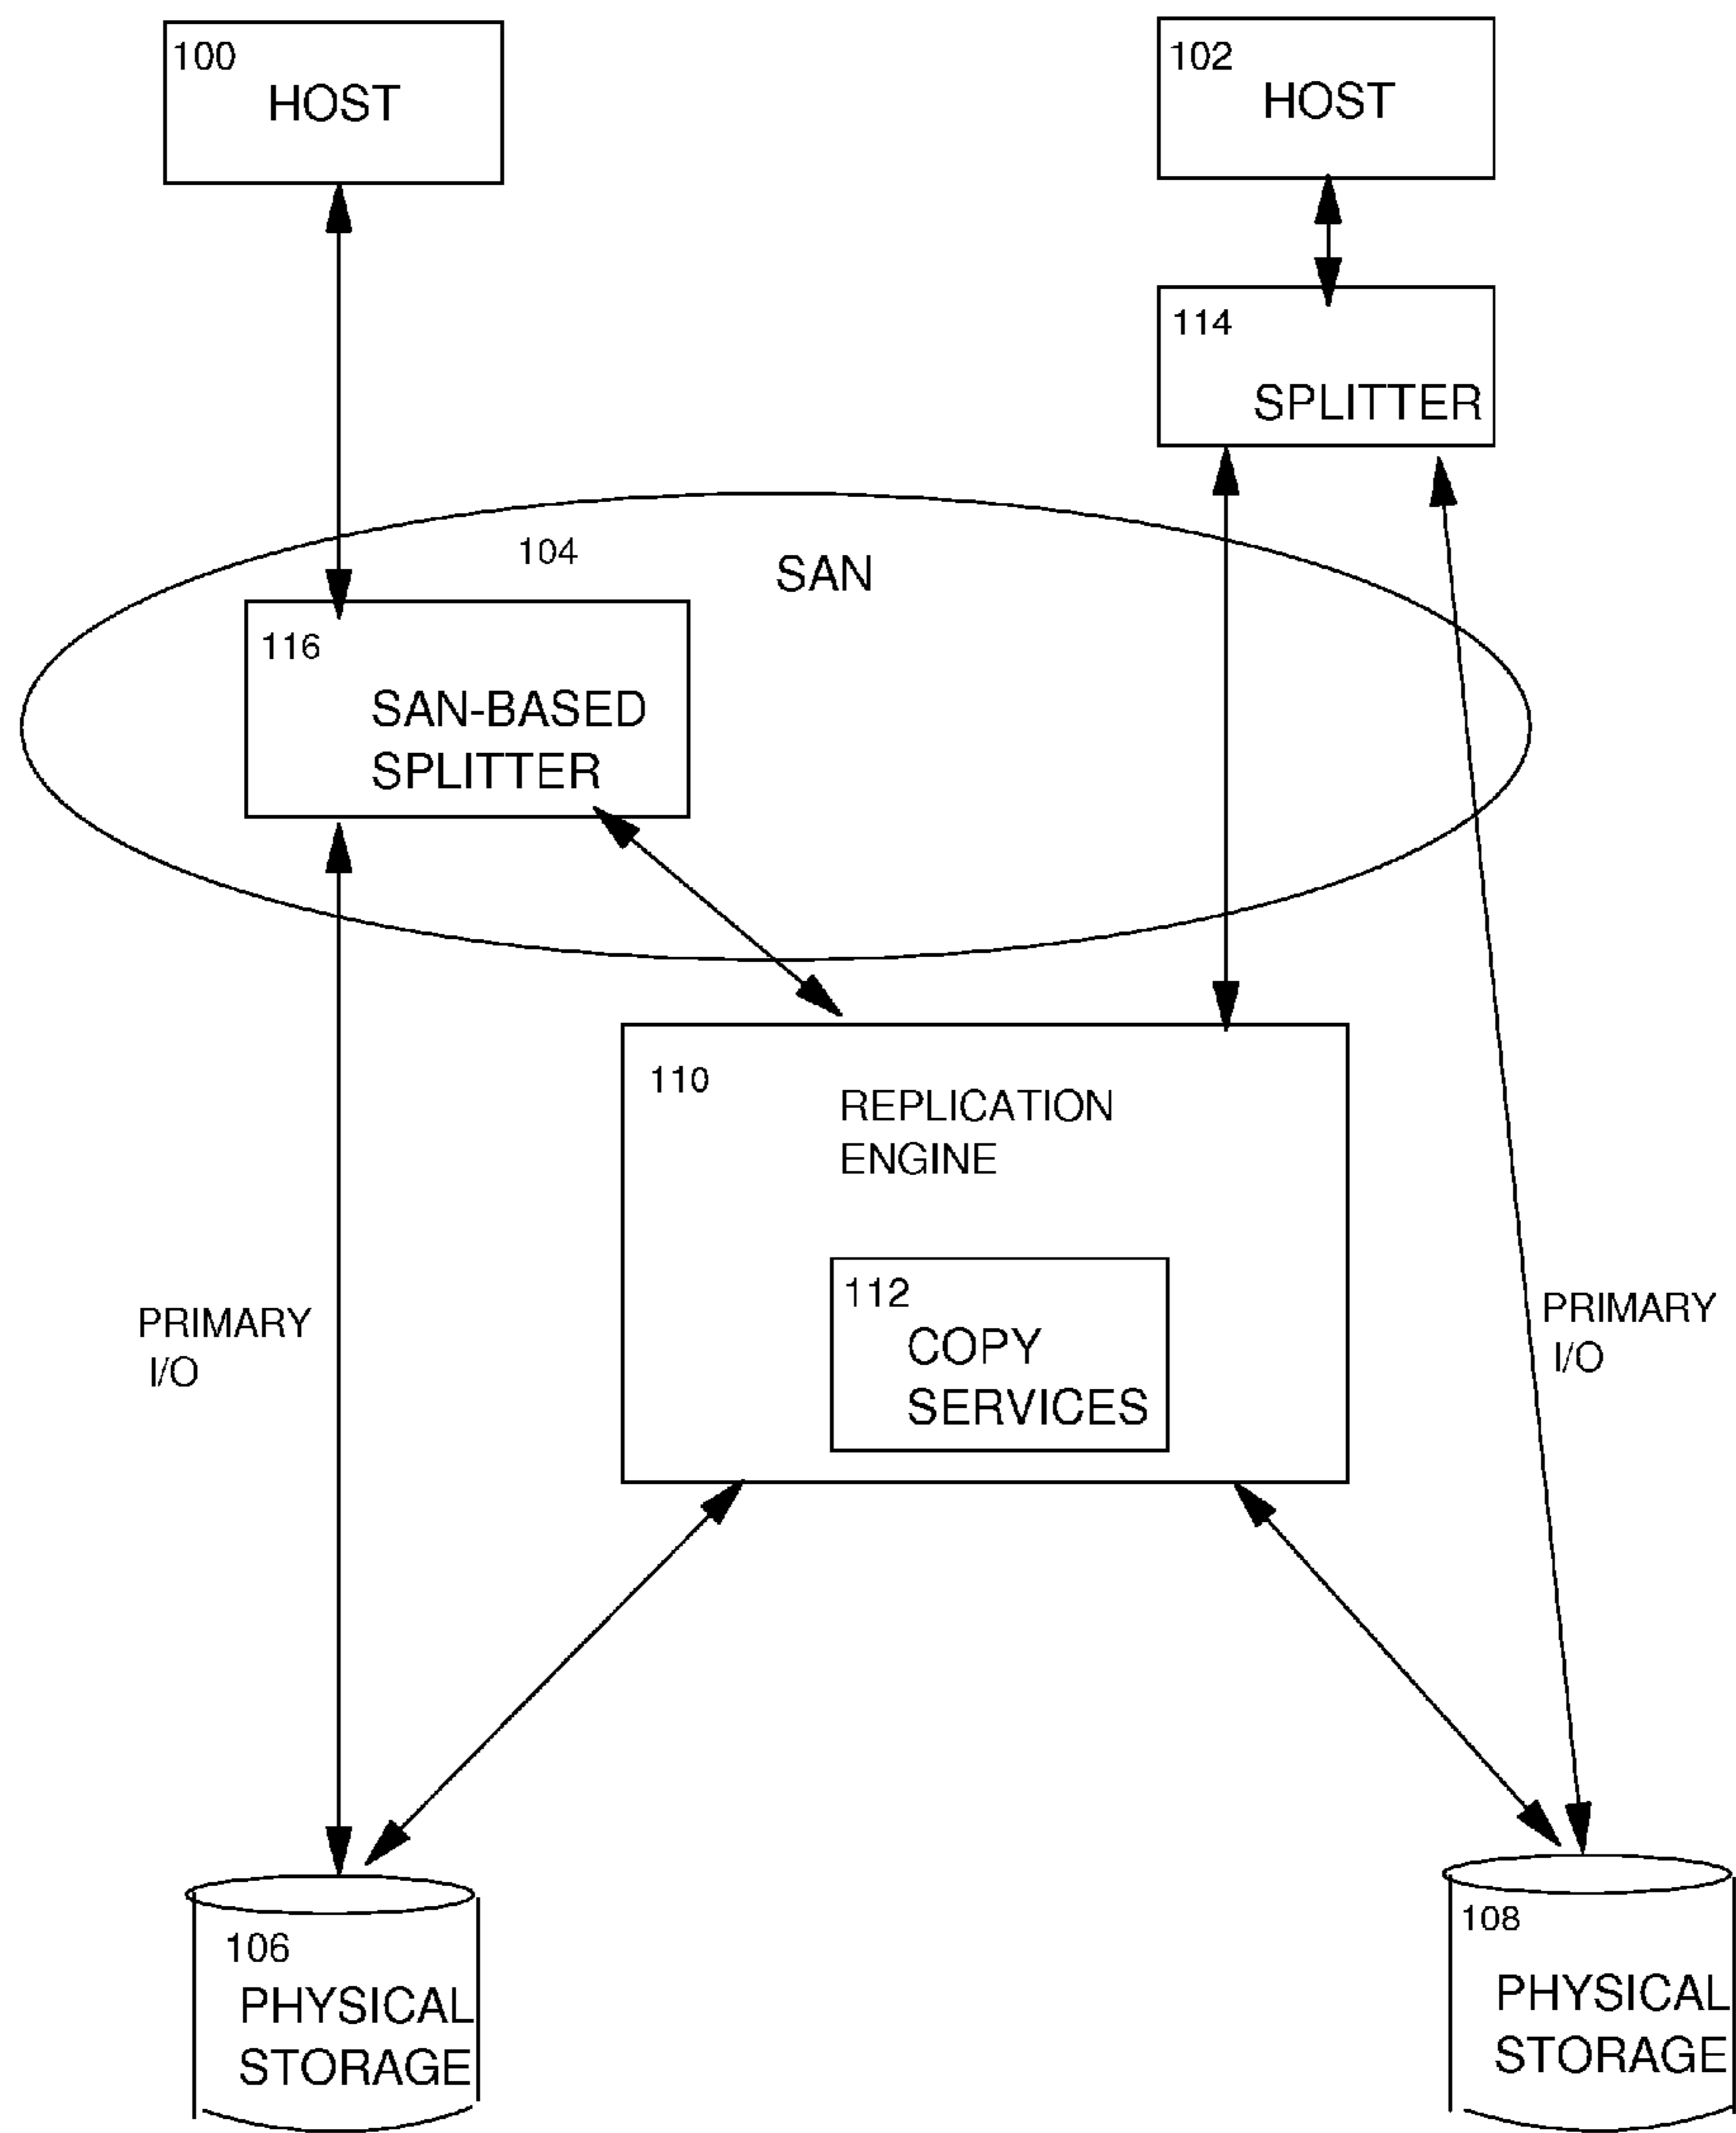 100
HOST
102
HOST
114
SPLITTER
104
SAN
116
SAN-BASED
SPLITTER
110
REPLICATION
ENGINE
112
COPY
SERVICES
PRIMARY
I/O
PRIMARY
I/O
106
PHYSICAL
STORAGE
108
PHYSICAL
STORAGE